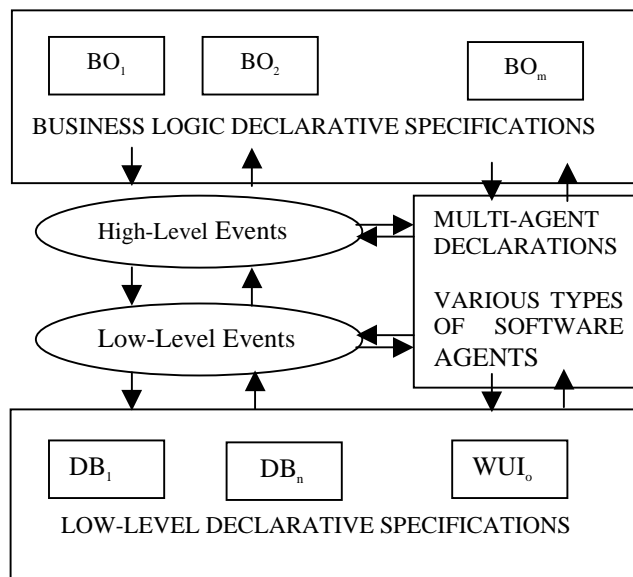 BO₁ BO₂ BOₘ
BUSINESS LOGIC DECLARATIVE SPECIFICATIONS
High-Level Events
MULTI-AGENT
DECLARATIONS
VARIOUS TYPES
OF SOFTWARE
AGENTS
Low-Level Events
DB₁ DBₙ WUIₒ
LOW-LEVEL DECLARATIVE SPECIFICATIONS